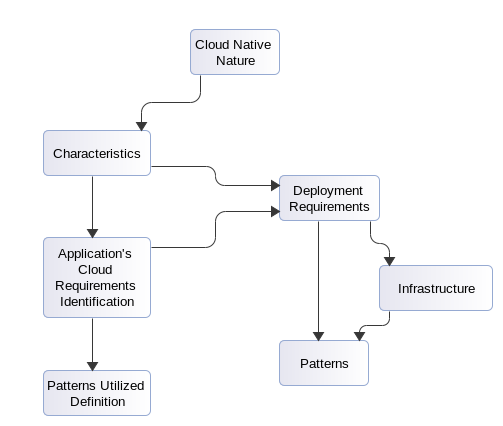 Cloud Native
Nature
Characteristics
Deployment
Requirements
Application's
Cloud
Requirements
Identification
Infrastructure
Patterns
Patterns Utilized
Definition